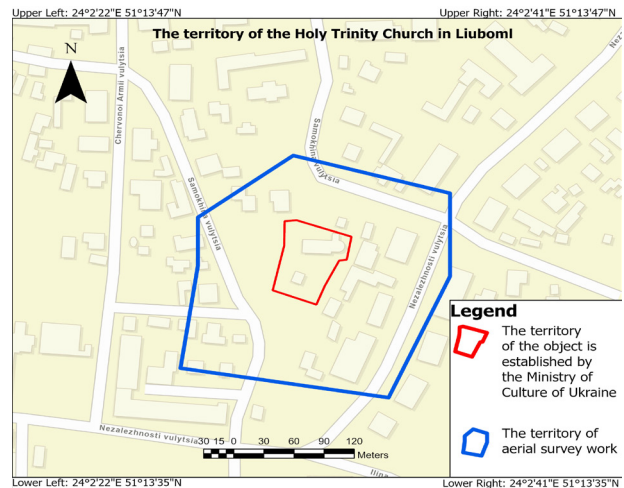 Upper Left: 24°2'22"E 51°13'47"N
Upper Right: 24°2'41"E 51°13'47"N
The territory of the Holy Trinity Church in Liuboml
N
Chervonoi Armii vulytsia
Samokhina vulytsia
Samokhina vulytsia
Nezalezhnosti vulytsia
Nezalezhnosti vulytsia
Legend
The territory
of the object is
established by
the Ministry of
Culture of Ukraine
The territory of
aerial survey work
30 15 0 30 60 90 120
Meters
Lower Left: 24°2'22"E 51°13'35"N
Lower Right: 24°2'41"E 51°13'35"N